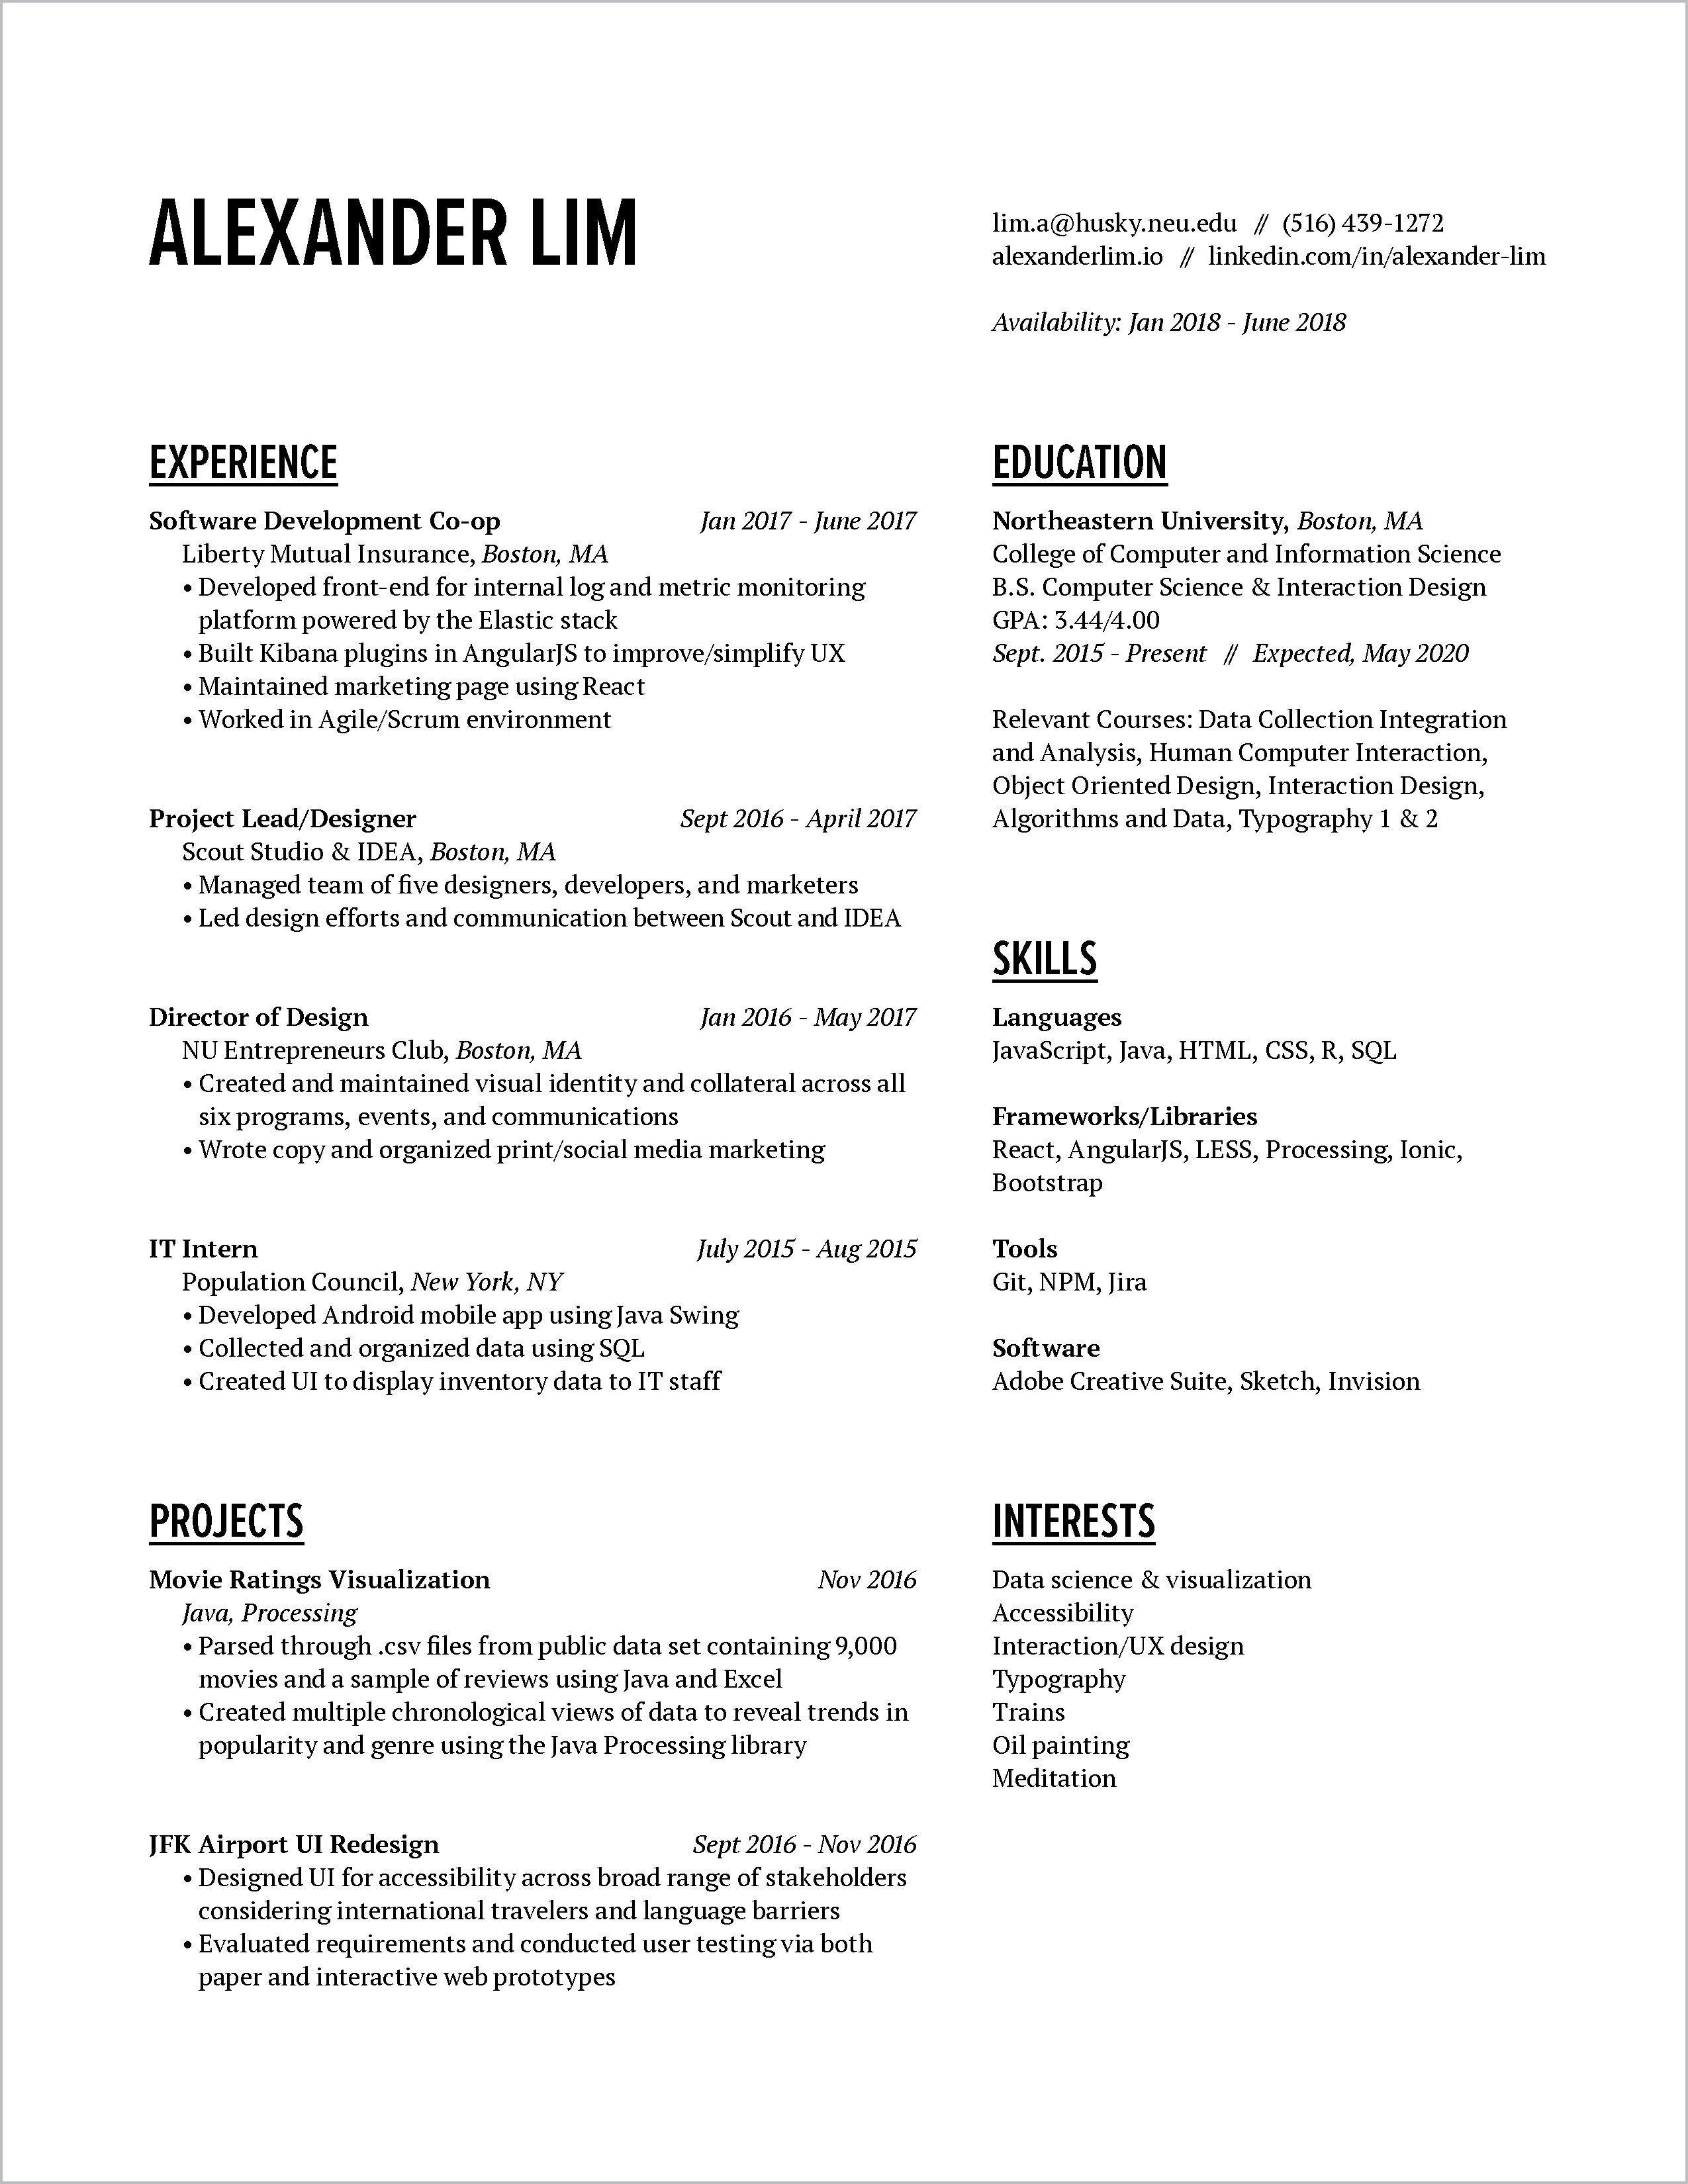 ALEXANDER LIM
lim.a@husky.neu.edu // (516) 439-1272
alexanderlim.io // linkedin.com/in/alexander-lim
Availability: Jan 2018 - June 2018
EXPERIENCE
Software Development Co-op Jan 2017 - June 2017
Liberty Mutual Insurance, Boston, MA
• Developed front-end for internal log and metric monitoring
platform powered by the Elastic stack
• Built Kibana plugins in AngularJS to improve/simplify UX
• Maintained marketing page using React
• Worked in Agile/Scrum environment
Project Lead/Designer Sept 2016 - April 2017
Scout Studio & IDEA, Boston, MA
• Managed team of five designers, developers, and marketers
• Led design efforts and communication between Scout and IDEA
Director of Design Jan 2016 - May 2017
NU Entrepreneurs Club, Boston, MA
• Created and maintained visual identity and collateral across all
six programs, events, and communications
• Wrote copy and organized print/social media marketing
IT Intern July 2015 - Aug 2015
Population Council, New York, NY
• Developed Android mobile app using Java Swing
• Collected and organized data using SQL
• Created UI to display inventory data to IT staff
PROJECTS
Movie Ratings Visualization Nov 2016
Java, Processing
• Parsed through .csv files from public data set containing 9,000
movies and a sample of reviews using Java and Excel
• Created multiple chronological views of data to reveal trends in
popularity and genre using the Java Processing library
JFK Airport UI Redesign Sept 2016 - Nov 2016
• Designed UI for accessibility across broad range of stakeholders
considering international travelers and language barriers
• Evaluated requirements and conducted user testing via both
paper and interactive web prototypes
EDUCATION
Northeastern University, Boston, MA
College of Computer and Information Science
B.S. Computer Science & Interaction Design
GPA: 3.44/4.00
Sept. 2015 - Present // Expected, May 2020
Relevant Courses: Data Collection Integration
and Analysis, Human Computer Interaction,
Object Oriented Design, Interaction Design,
Algorithms and Data, Typography 1 & 2
SKILLS
Languages
JavaScript, Java, HTML, CSS, R, SQL
Frameworks/Libraries
React, AngularJS, LESS, Processing, Ionic,
Bootstrap
Tools
Git, NPM, Jira
Software
Adobe Creative Suite, Sketch, Invision
INTERESTS
Data science & visualization
Accessibility
Interaction/UX design
Typography
Trains
Oil painting
Meditation